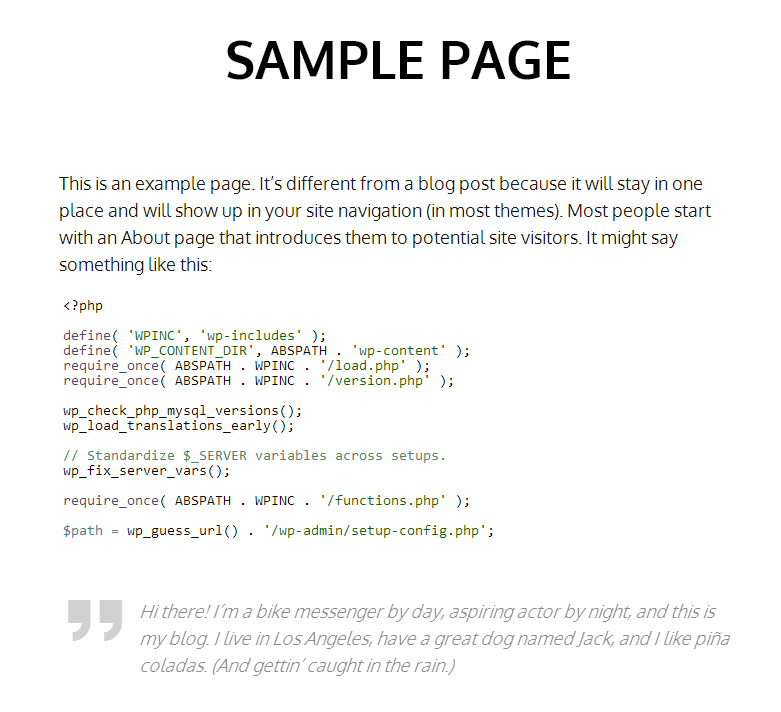 SAMPLE PAGE
This is an example page. It’s different from a blog post because it will stay in one
place and will show up in your site navigation (in most themes). Most people start
with an About page that introduces them to potential site visitors. It might say
something like this:
<?php
define( 'WPINC', 'wp-includes' );
define( 'WP_CONTENT_DIR', ABSPATH . 'wp-content' );
require_once( ABSPATH . WPINC . '/load.php' );
require_once( ABSPATH . WPINC . '/version.php' );
wp_check_php_mysql_versions();
wp_load_translations_early();
// Standardize $_SERVER variables across setups.
wp_fix_server_vars();
require_once( ABSPATH . WPINC . '/functions.php' );
$path = wp_guess_url() . '/wp-admin/setup-config.php';
Hi there! I’m a bike messenger by day, aspiring actor by night, and this is
my blog. I live in Los Angeles, have a great dog named Jack, and I like piña
coladas. (And gettin’ caught in the rain.)